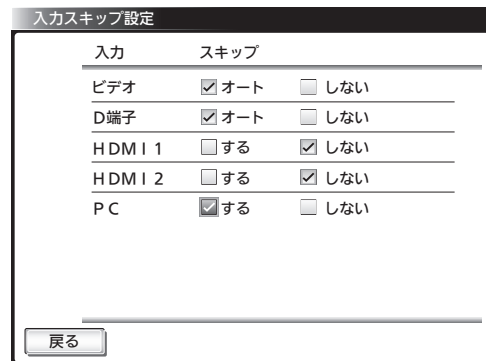 入力スキップ設定
入力 スキップ
ビデオ オート しない
D端子 オート しない
HDMI1 する しない
HDMI2 する しない
PC する しない
戻る